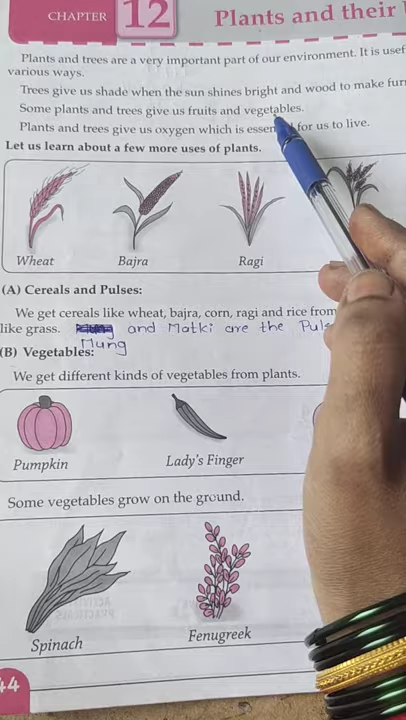 CHAPTER 12 Plants and their
Plants and trees are a very important part of our environment. It is
various ways.
Trees give us shade when the sun shines bright and wood to make
Some plants and trees give us fruits and vegetables.
Plants and trees give us oxygen which is for us to live.
Let us learn about a few more uses of plants.
Wheat Bajra Ragi
(A) Cereals and Pulses:
We get cereals like wheat, bajra, corn, ragi and rice from
like grass. and Matki are the
Mung
(B) Vegetables:
We get different kinds of vegetables from plants.
Pumpkin Lady's Finger
Some vegetables grow on the ground.
Spinach Fenugreek
44